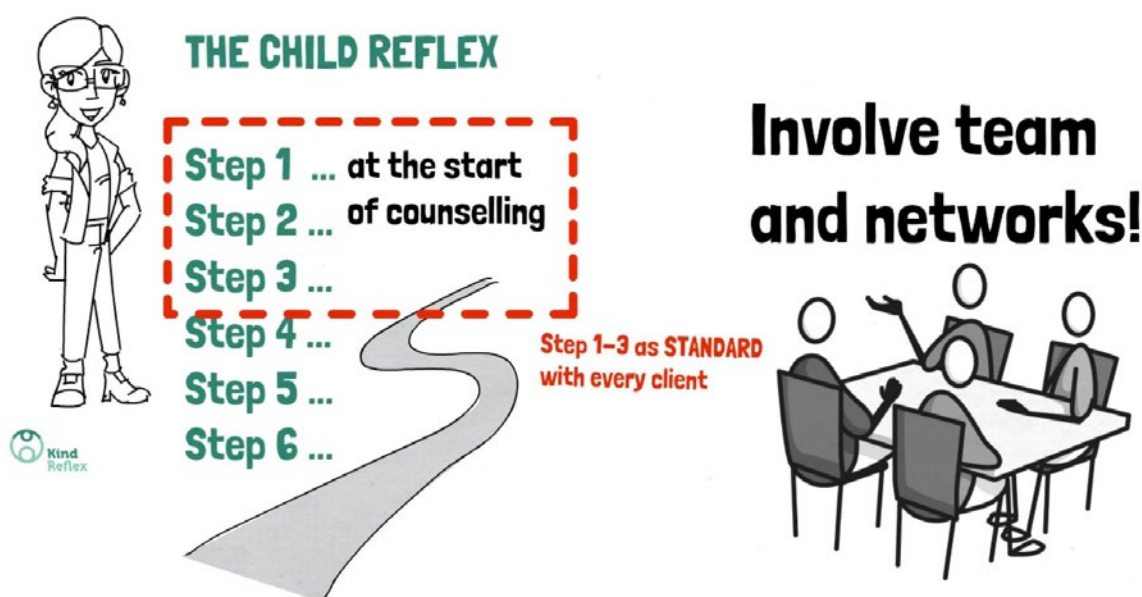 THE CHILD REFLEX
Step 1 ... at the start
Step 2 ... of counselling
Step 3 ...
Step 4 ...
Step 5 ...
Step 6 ...
Step 1–3 as STANDARD
with every client
Kind
Reflex
Involve team
and networks!